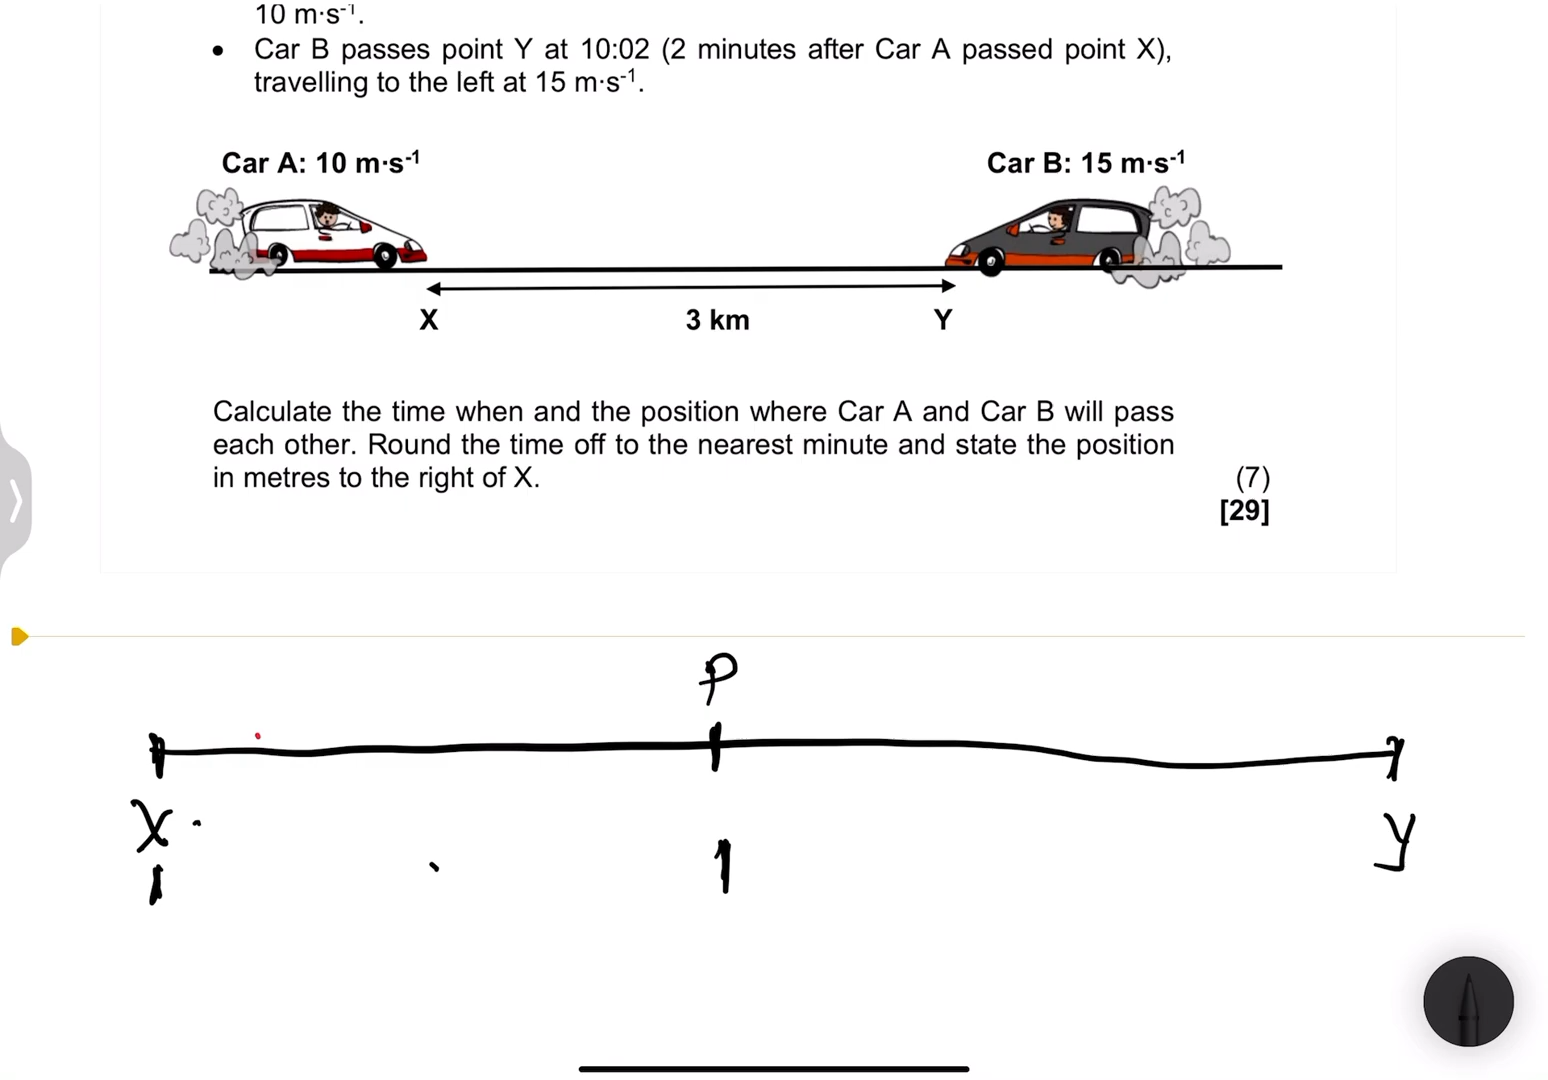 10 m·s⁻¹.
• Car B passes point Y at 10:02 (2 minutes after Car A passed point X),
travelling to the left at 15 m·s⁻¹.
Car A: 10 m·s⁻¹ Car B: 15 m·s⁻¹
X 3 km Y
Calculate the time when and the position where Car A and Car B will pass
each other. Round the time off to the nearest minute and state the position
in metres to the right of X.
(7)
[29]
P
X y